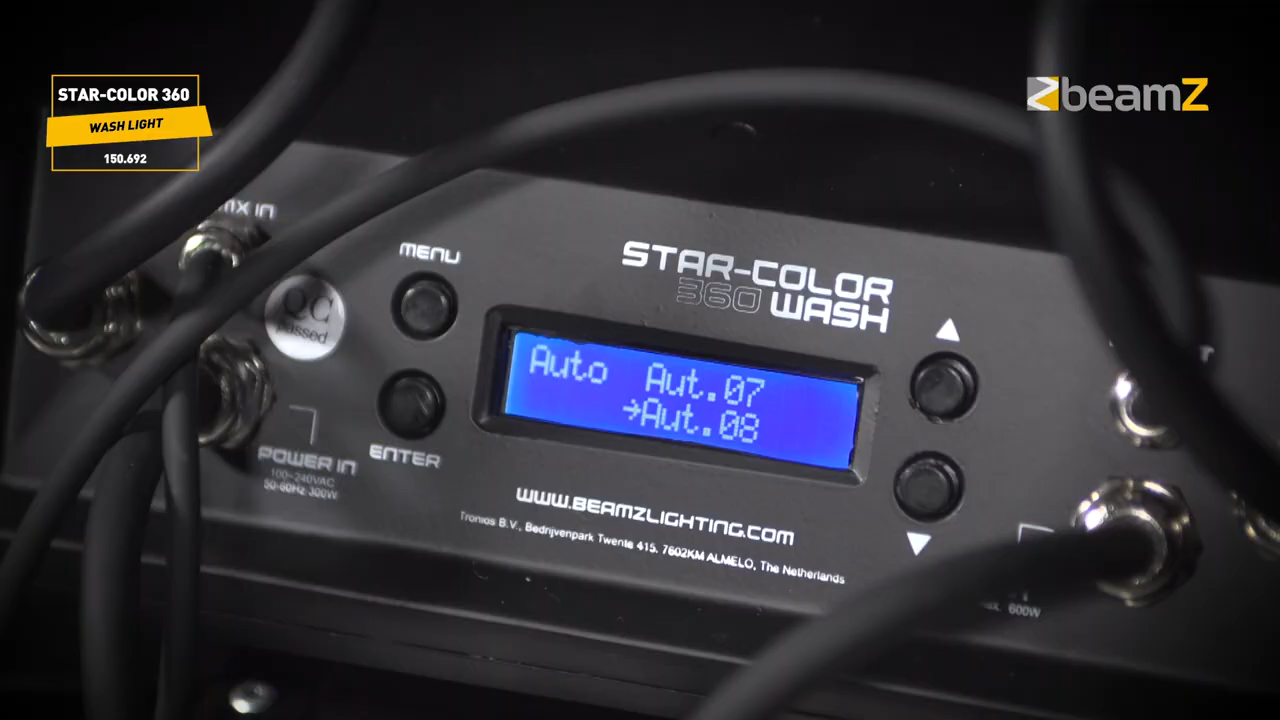 STAR-COLOR 360
WASH LIGHT
150.692
beamZ
MX IN
MENU
STAR-COLOR
360 WASH
QC
passed
Auto Aut.07
→Aut.08
ENTER
POWER IN
100~240VAC
50-60Hz 300W
WWW.BEAMZLIGHTING.COM
Tronios B.V., Bedrijvenpark Twente 415, 7602KM ALMELO, The Netherlands
600W